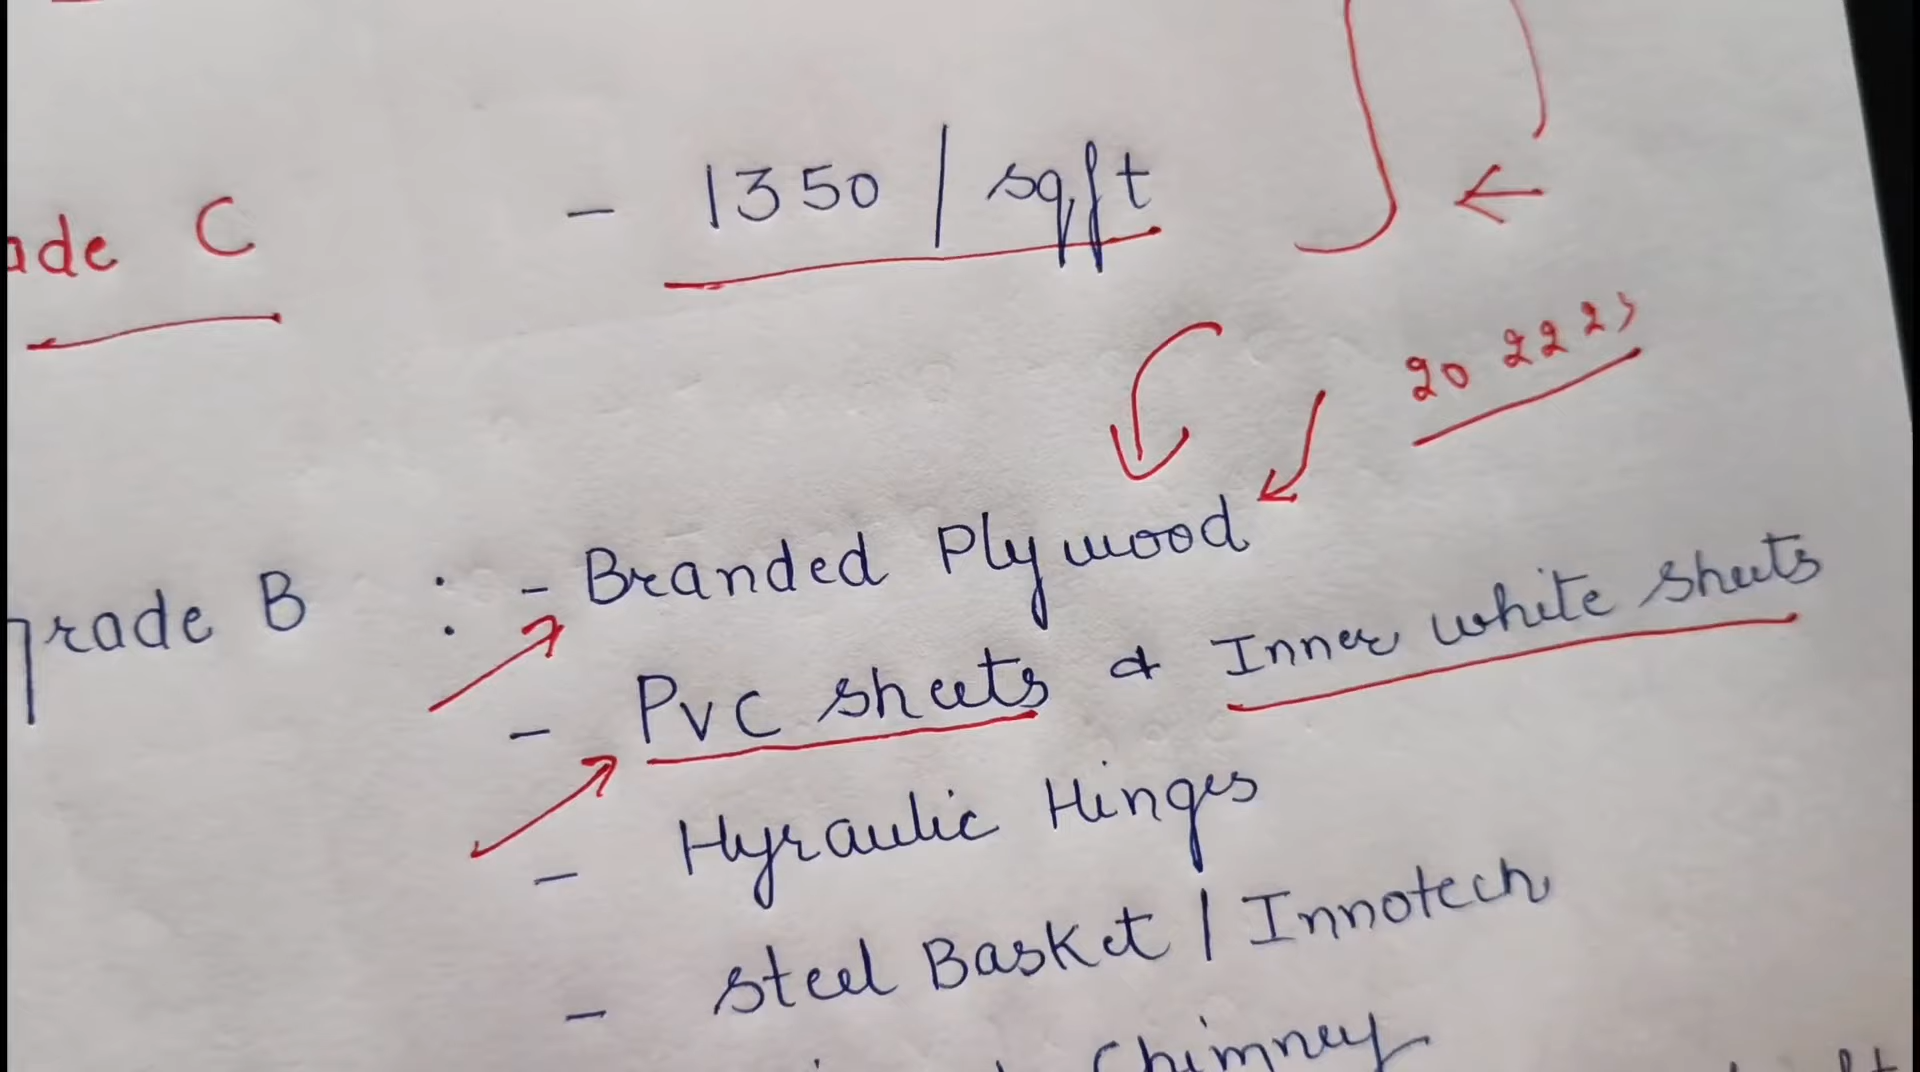 ade C - 1350 / sqft
20 22 23
grade B : - Branded Plywood
- PVC sheets & Inner white sheets
- Hyraulic Hinges
- steel Basket / Innotech
Chimney